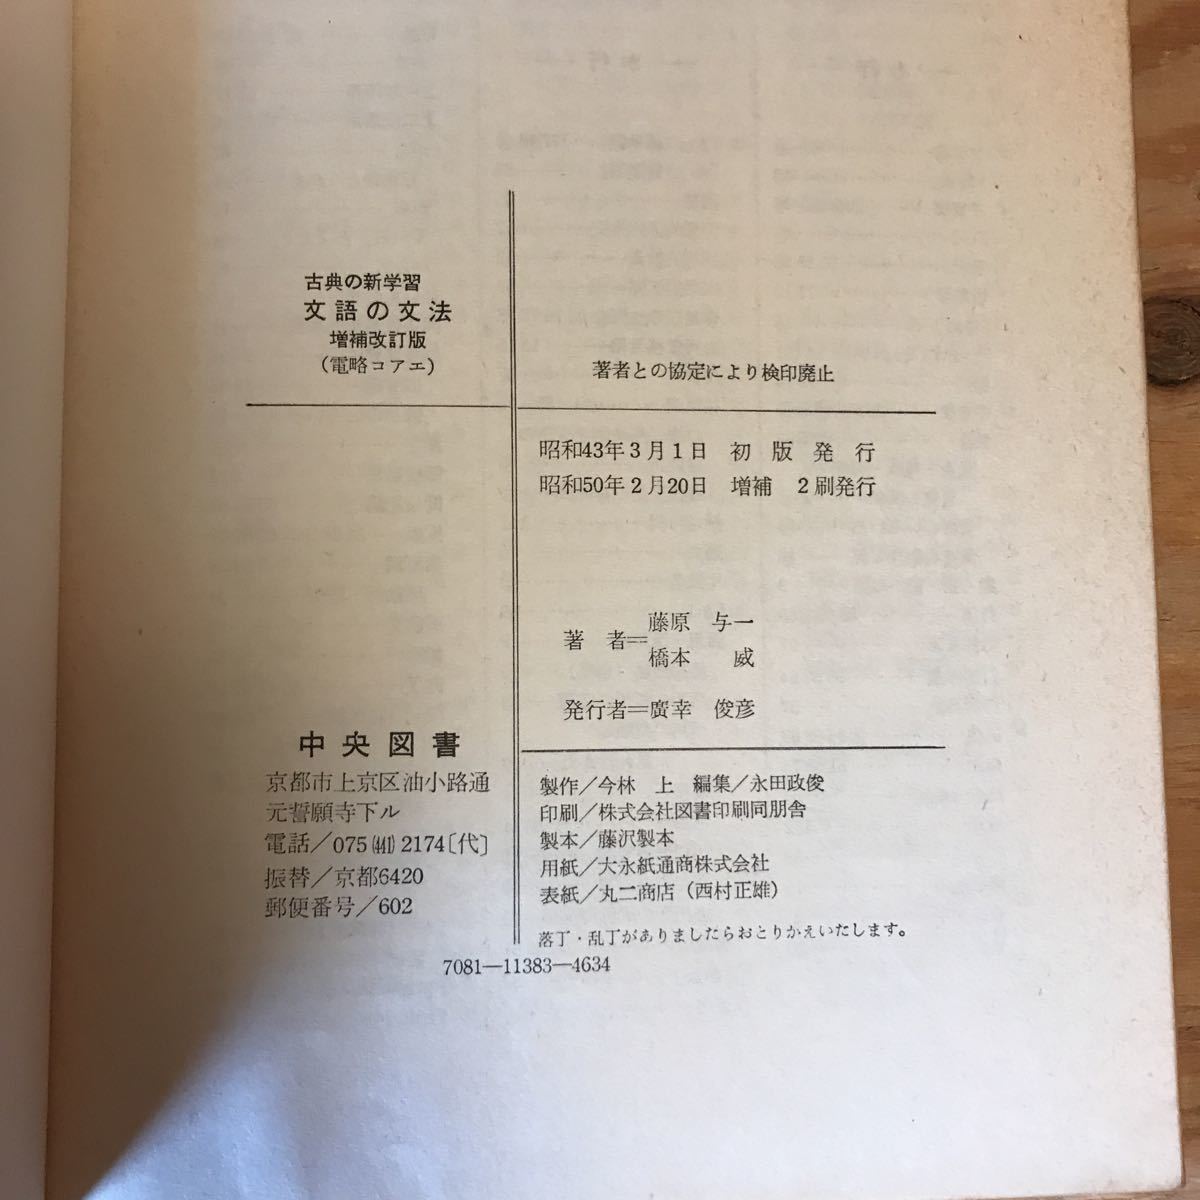 古典の新学習
文語の文法
増補改訂版
(電略コアエ)
著者との協定により検印廃止
昭和43年3月1日 初版発行
昭和50年2月20日 増補 2刷発行
著者=藤原 与一
橋本 威
発行者=廣幸 俊彦
中央図書
京都市上京区油小路通
元誓願寺下ル
電話/075(441)2174〔代〕
振替/京都6420
郵便番号/602
製作/今林 上 編集/永田政俊
印刷/株式会社図書印刷同朋舎
製本/藤沢製本
用紙/大永紙通商株式会社
表紙/丸二商店(西村正雄)
落丁・乱丁がありましたらおとりかえいたします。
7081-11383-4634